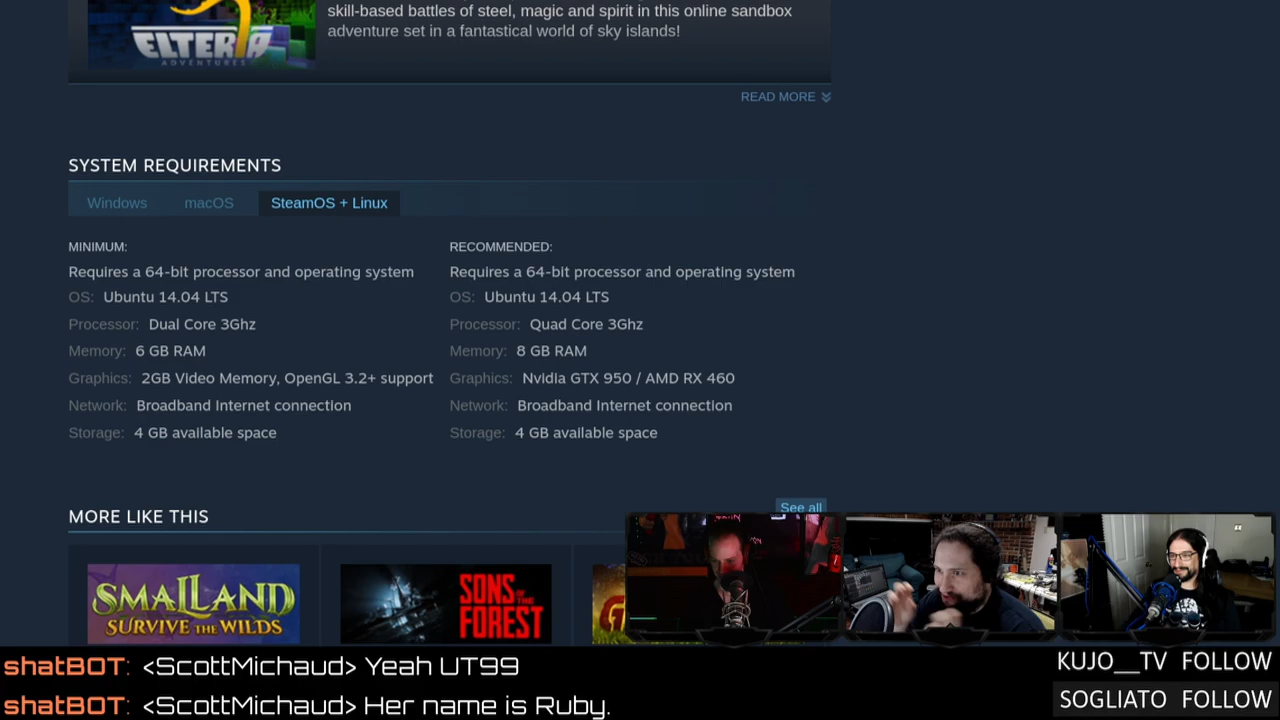 skill-based battles of steel, magic and spirit in this online sandbox
adventure set in a fantastical world of sky islands!
ELTERIA
ADVENTURES
READ MORE
SYSTEM REQUIREMENTS
Windows macOS SteamOS + Linux
MINIMUM:
Requires a 64-bit processor and operating system
OS: Ubuntu 14.04 LTS
Processor: Dual Core 3Ghz
Memory: 6 GB RAM
Graphics: 2GB Video Memory, OpenGL 3.2+ support
Network: Broadband Internet connection
Storage: 4 GB available space
RECOMMENDED:
Requires a 64-bit processor and operating system
OS: Ubuntu 14.04 LTS
Processor: Quad Core 3Ghz
Memory: 8 GB RAM
Graphics: Nvidia GTX 950 / AMD RX 460
Network: Broadband Internet connection
Storage: 4 GB available space
MORE LIKE THIS
See all
SMALLAND
SURVIVE THE WILDS
SONS
OF THE
FOREST
shatBOT: <ScottMichaud> Yeah UT99
shatBOT: <ScottMichaud> Her name is Ruby.
KUJO__TV FOLLOW
SOGLIATO FOLLOW